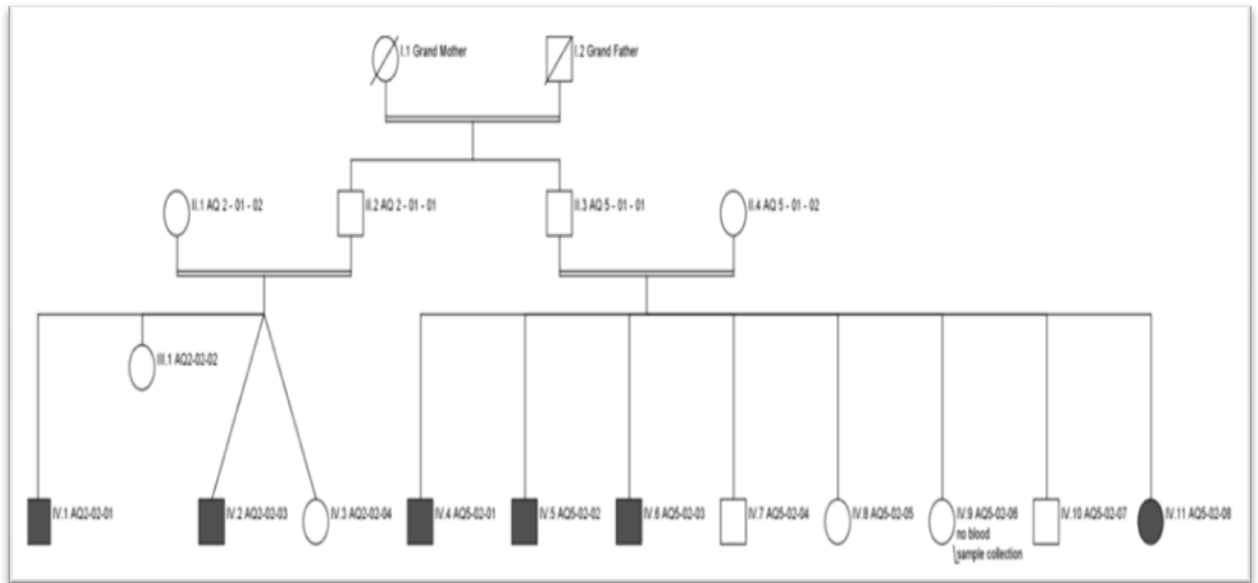 I.1 Grand Mother
I.2 Grand Father
II.1 AQ 2 - 01 - 02
II.2 AQ 2 - 01 - 01
II.3 AQ 5 - 01 - 01
II.4 AQ 5 - 01 - 02
III.1 AQ2-02-02
IV.1 AQ2-02-01
IV.2 AQ2-02-03
IV.3 AQ2-02-04
IV.4 AQ5-02-01
IV.5 AQ5-02-02
IV.6 AQ5-02-03
IV.7 AQ5-02-04
IV.8 AQ5-02-05
IV.9 AQ5-02-06
no blood
\sample collection
IV.10 AQ5-02-07
IV.11 AQ5-02-08